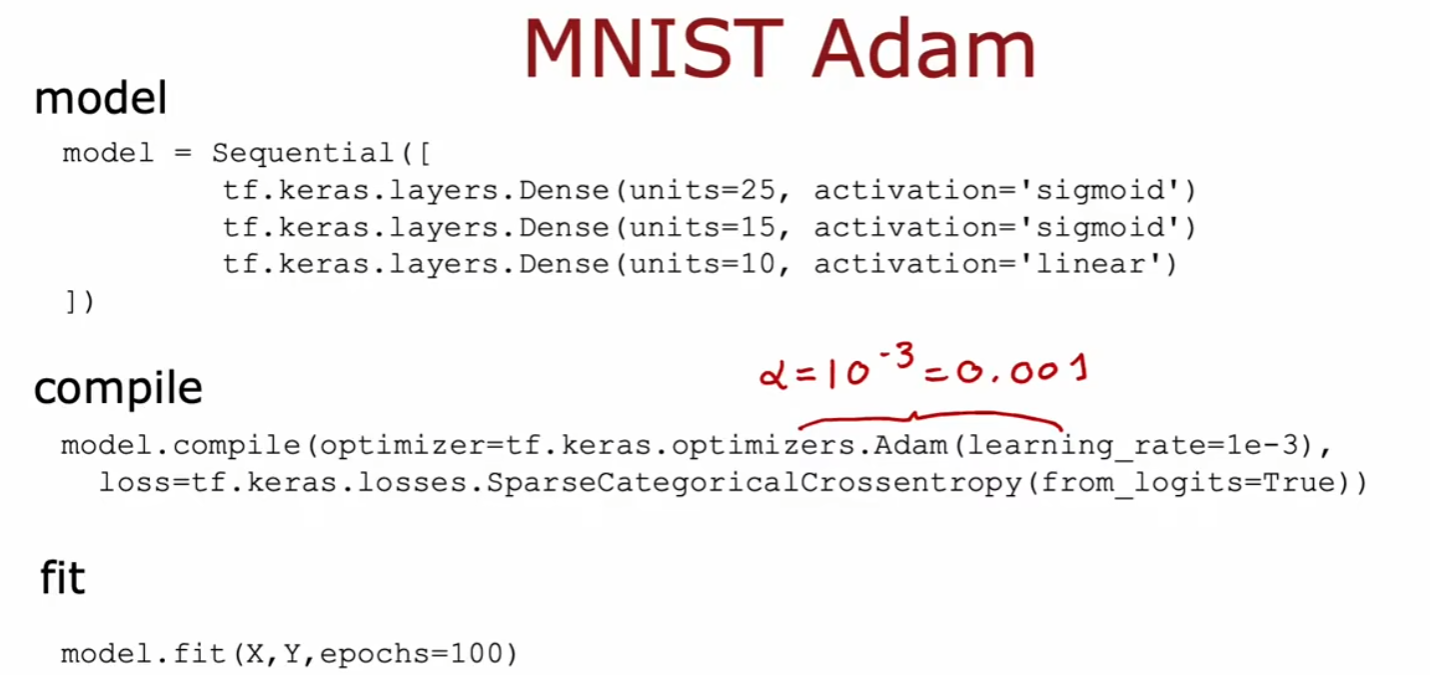 MNIST Adam
model
model = Sequential([
tf.keras.layers.Dense(units=25, activation='sigmoid')
tf.keras.layers.Dense(units=15, activation='sigmoid')
tf.keras.layers.Dense(units=10, activation='linear')
])
α=10⁻³=0.001
compile
model.compile(optimizer=tf.keras.optimizers.Adam(learning_rate=1e-3),
loss=tf.keras.losses.SparseCategoricalCrossentropy(from_logits=True))
fit
model.fit(X,Y,epochs=100)